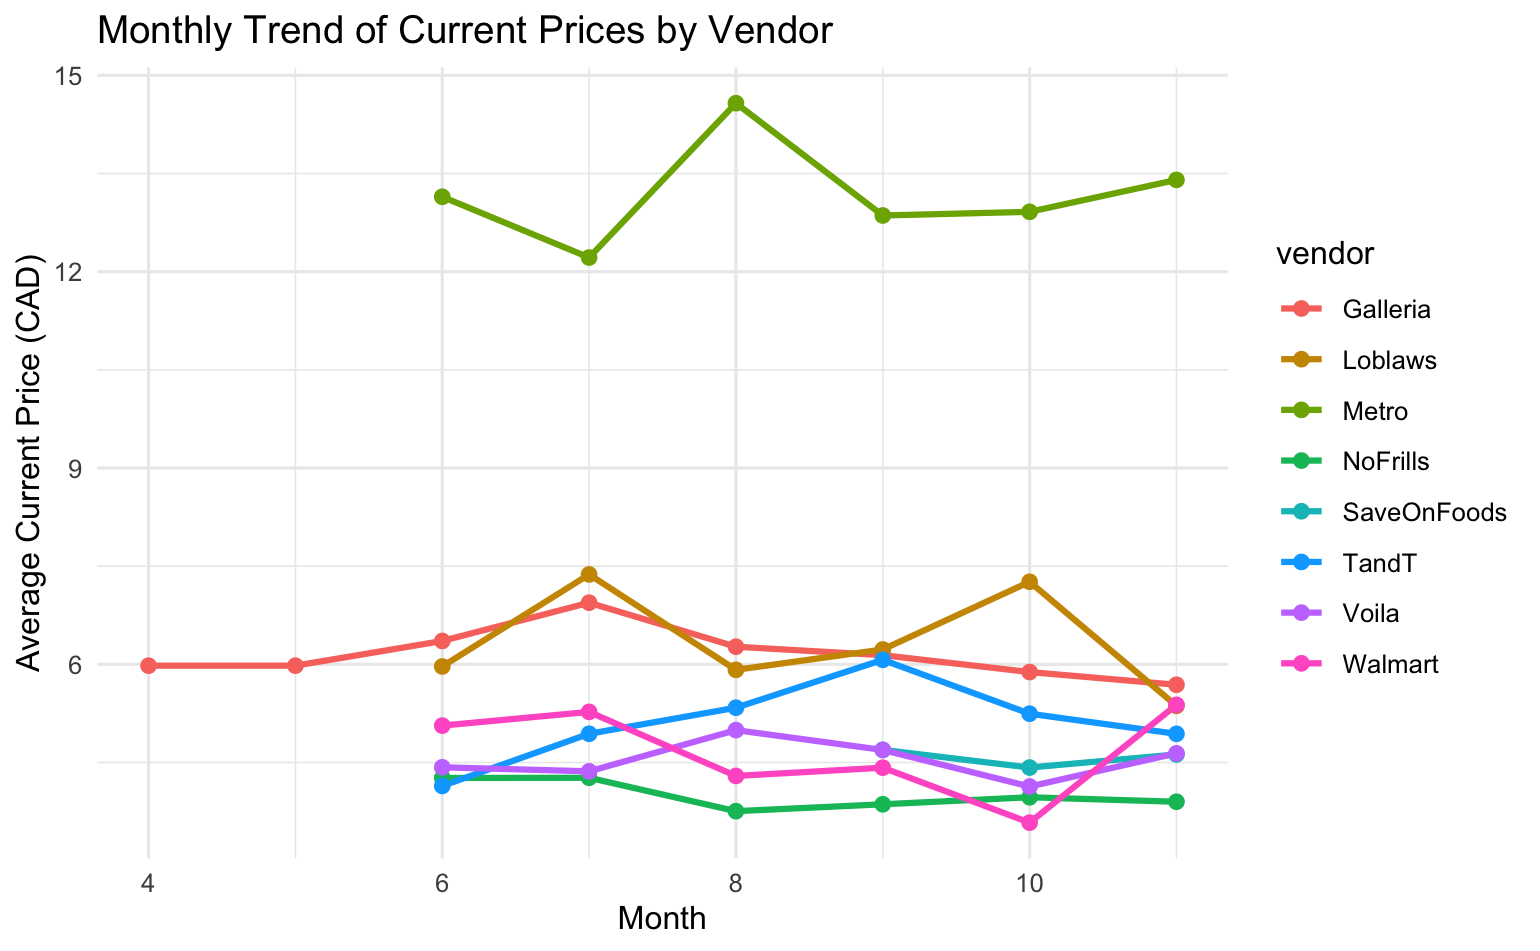 Monthly Trend of Current Prices by Vendor
Average Current Price (CAD)
15
12
9
6
4
6
8
10
Month
vendor
Galleria
Loblaws
Metro
NoFrills
SaveOnFoods
TandT
Voila
Walmart